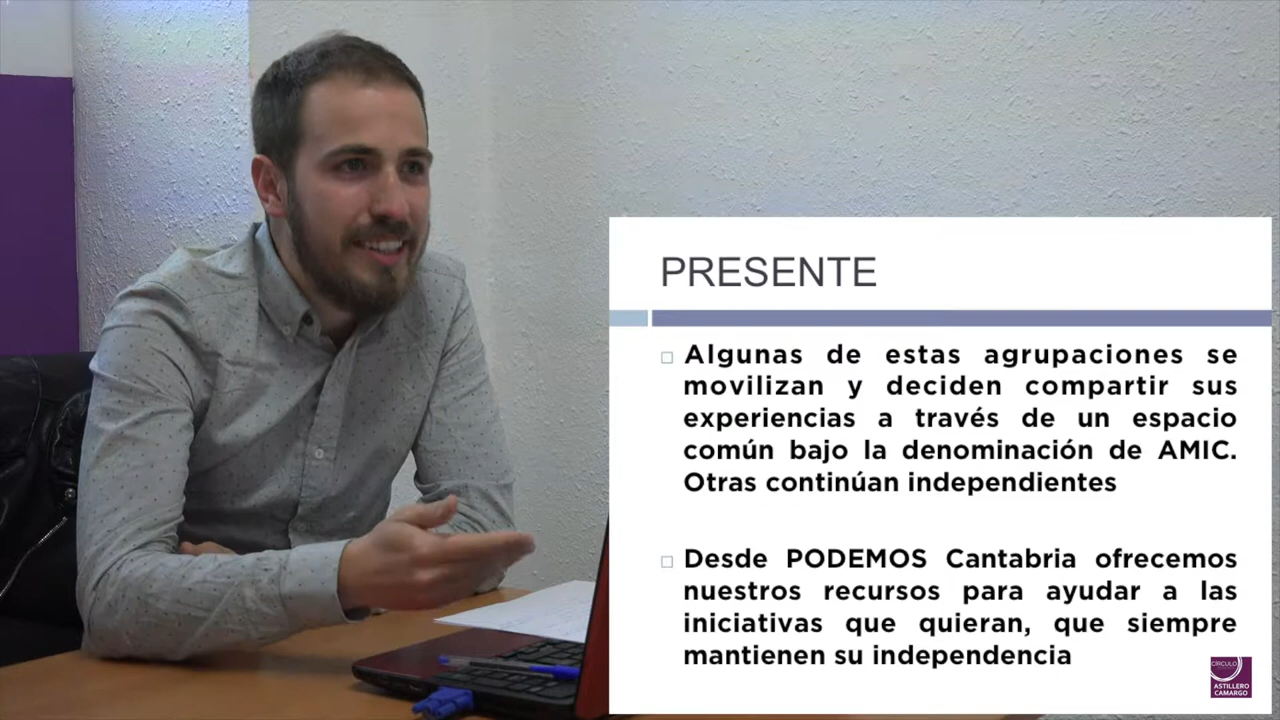 PRESENTE
Algunas de estas agrupaciones se
movilizan y deciden compartir sus
experiencias a través de un espacio
común bajo la denominación de AMIC.
Otras continúan independientes
Desde PODEMOS Cantabria ofrecemos
nuestros recursos para ayudar a las
iniciativas que quieran, que siempre
mantienen su independencia
CÍRCULO
ASTILLERO
CAMARGO